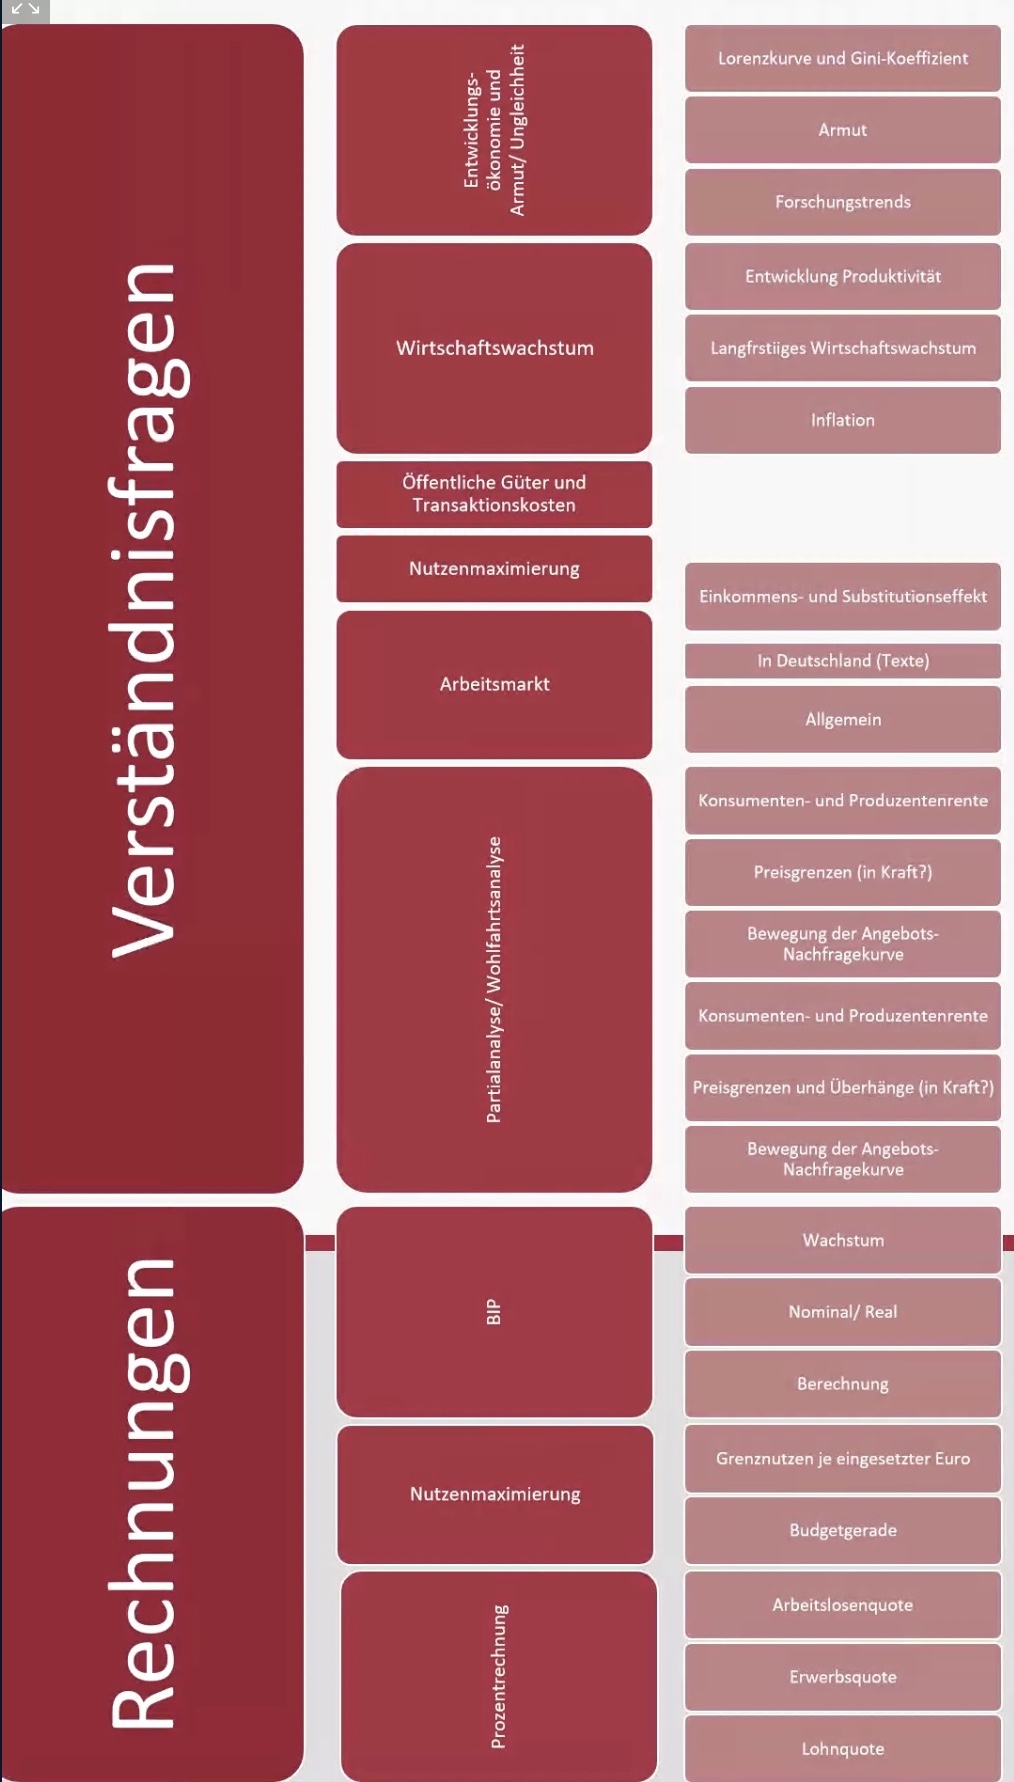 Verständnisfragen
Entwicklungs-
ökonomie und
Armut/ Ungleichheit
Lorenzkurve und Gini-Koeffizient
Armut
Forschungstrends
Wirtschaftswachstum
Entwicklung Produktivität
Langfrstiiges Wirtschaftswachstum
Inflation
Öffentliche Güter und
Transaktionskosten
Nutzenmaximierung
Einkommens- und Substitutionseffekt
Arbeitsmarkt
In Deutschland (Texte)
Allgemein
Partialanalyse/ Wohlfahrtsanalyse
Konsumenten- und Produzentenrente
Preisgrenzen (in Kraft?)
Bewegung der Angebots-
Nachfragekurve
Konsumenten- und Produzentenrente
Preisgrenzen und Überhänge (in Kraft?)
Bewegung der Angebots-
Nachfragekurve
Rechnungen
BIP
Wachstum
Nominal/ Real
Berechnung
Nutzenmaximierung
Grenznutzen je eingesetzter Euro
Budgetgerade
Prozentrechnung
Arbeitslosenquote
Erwerbsquote
Lohnquote